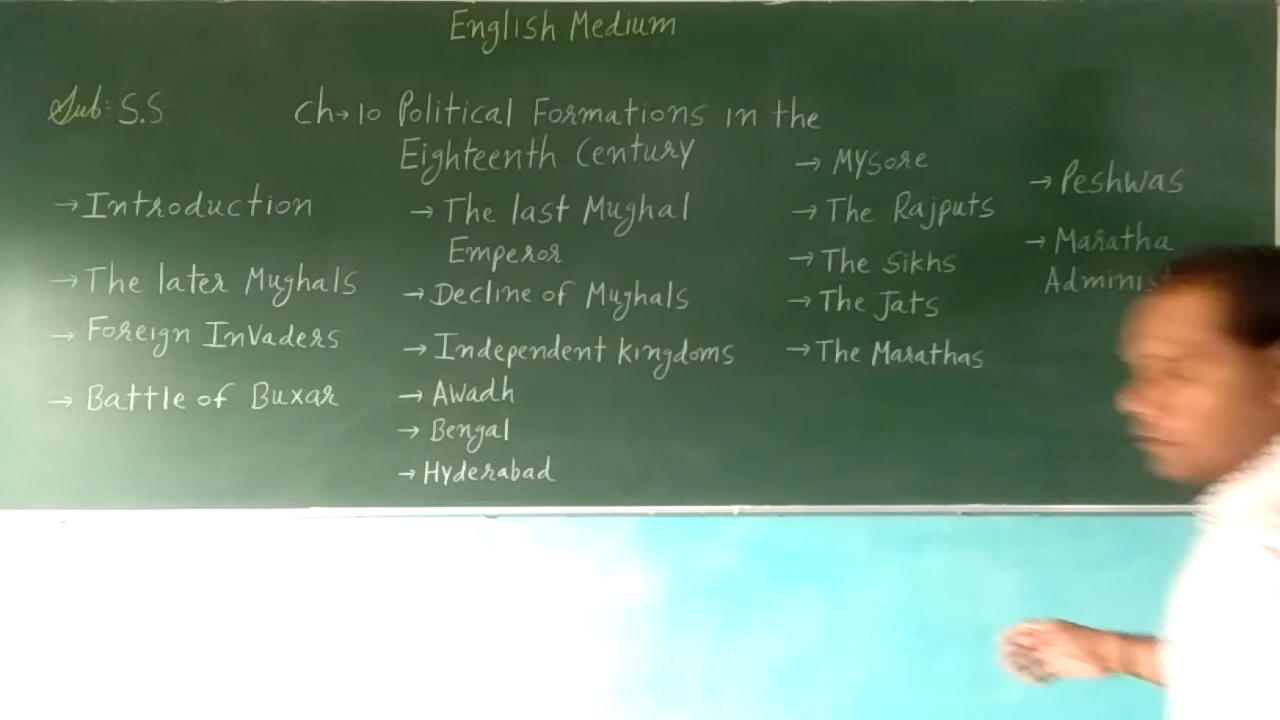 English Medium
Sub: S.S
Ch→10 Political Formations in the
Eighteenth Century
→ Introduction
→ The later Mughals
→ Foreign InVaders
→ Battle of Buxar
→ The last Mughal
Emperor
→ Decline of Mughals
→ Independent kingdoms
→ Awadh
→ Bengal
→ Hyderabad
→ Mysore
→ The Rajputs
→ The Sikhs
→ The Jats
→ The Marathas
→ Peshwas
→ Maratha